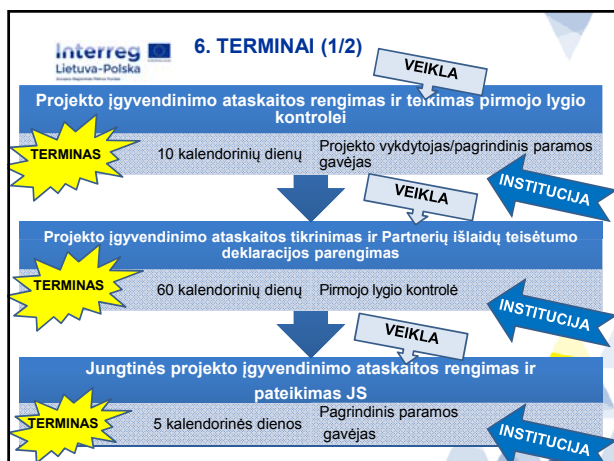 6. TERMINAI (1/2)
Interreg
Lietuva-Polska
VEIKLA
Projekto įgyvendinimo ataskaitos rengimas ir teikimas pirmojo lygio
kontrolei
TERMINAS
10 kalendorinių dienų
Projekto vykdytojas/pagrindinis paramos
gavėjas
INSTITUCIJA
VEIKLA
Projekto įgyvendinimo ataskaitos tikrinimas ir Partnerių išlaidų teisėtumo
deklaracijos parengimas
TERMINAS
60 kalendorinių dienų
Pirmojo lygio kontrolė
INSTITUCIJA
VEIKLA
Jungtinės projekto įgyvendinimo ataskaitos rengimas ir
pateikimas JS
TERMINAS
5 kalendorinės dienos
Pagrindinis paramos
gavėjas
INSTITUCIJA